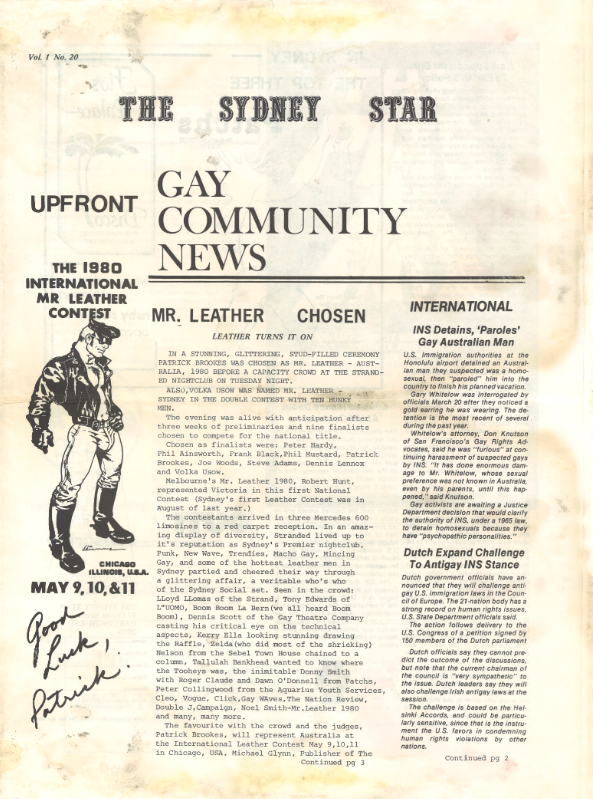 Vol. 1 No. 20
THE SYDNEY STAR
UPFRONT
GAY
COMMUNITY
NEWS
THE 1980
INTERNATIONAL
MR LEATHER
CONTEST
CHICAGO
ILLINOIS, U.S.A.
MAY 9, 10, &11
Good
Luck,
Patrick!
MR. LEATHER CHOSEN
LEATHER TURNS IT ON
IN A STUNNING, GLITTERING, STUD-FILLED CEREMONY
PATRICK BROOKES WAS CHOSEN AS MR. LEATHER - AUST-
RALIA, 1980 BEFORE A CAPACITY CROWD AT THE STRAND-
ED NIGHTCLUB ON TUESDAY NIGHT.
ALSO, VOLKA USOW WAS NAMED MR. LEATHER -
SYDNEY IN THE DOUBLE CONTEST WITH TEN HUNKY
MEN.
The evening was alive with anticipation after
three weeks of preliminaries and nine finalists
chosen to compete for the national title.
Chosen as finalists were: Peter Hardy,
Phil Ainsworth, Frank Black,Phil Mustard, Patrick
Brookes, Joe Woods, Steve Adams, Dennis Lennox
and Volka Usow.
Melbourne's Mr. Leather 1980, Robert Hunt,
represented Victoria in this first National
Contest (Sydney's first Leather Contest was in
August of last year.)
The contestants arrived in three Mercedes 600
limosines to a red carpet reception. In an amaz-
ing display of diversity, Stranded lived up to
it's reputation as Sydney's Premier nightclub.
Punk, New Wave, Trendies, Macho Gay, Mincing
Gay, and some of the hottest leather men in
Sydney partied and cheered their way through
a glittering affair, a veritable who's who
of the Sydney Social set. Seen in the crowd:
LLoyd LLomas of the Strand, Tony Edwards of
L"UOMO, Boom Boom La Bern(we all heard Boom
Boom), Dennis Scott of the Gay Theatre Company
casting his critical eye on the technical
aspects, Kerry Ella looking stunning drawing
the Raffle, 'Zelda(who did most of the shrieking)
Nelson from the Sebel Town House chained to a
column, Tallulah Bankhead wanted to know where
the Tooheys was, the inimitable Donny Smith
with Roger Claude and Dawn O'Donnell from Patchs,
Peter Collingwood from the Aquarius Youth Services,
Cleo, Vogue, Click,Gay WAves,The Nation Review,
Double J,Campaign, Noel Smith-Mr.Leather 1980
and many, many more.
The favourite with the crowd and the judges,
Patrick Brookes, will represent Australia at
the International Leather Contest May 9,10,11
in Chicago, USA. Michael Glynn, Publisher of The
Continued pg 3
INTERNATIONAL
INS Detains, 'Paroles'
Gay Australian Man
U.S. immigration authorities at the
Honolulu airport detained an Australi-
an man they suspected was a homo-
sexual, then "paroled" him into the
country to finish his planned vacation.
Gary Whitelow was interrogated by
officials March 20 after they noticed a
gold earring he was wearing. The de-
tention is the most recent of several
during the past year.
Whitelow's attorney, Don Knutson
of San Francisco's Gay Rights Ad-
vocates, said he was "furious" at con-
tinuing harassment of suspected gays
by INS. "It has done enormous dam-
age to Mr. Whitelow, whose sexual
preference was not known in Australia,
even by his parents, until this hap-
pened," said Knutson.
Gay activists are awaiting a Justice
Department decision that would clarify
the authority of INS, under a 1965 law,
to detain homosexuals because they
have "psychopathic personalities."
Dutch Expand Challenge
To Antigay INS Stance
Dutch government officials have an-
nounced that they will challenge anti-
gay U.S. immigration laws in the Coun-
cil of Europe. The 21-nation body has a
strong record on human rights issues,
U.S. State Department officials said.
The action follows delivery to the
U.S. Congress of a petition signed by
150 members of the Dutch parliament
Dutch officials say they cannot pre-
dict the outcome of the discussions,
but note that the current chairman of
the council is "very sympathetic" to
the issue. Dutch leaders say they will
also challenge Irish antigay laws at the
session.
The challenge is based on the Hel-
sinki Accords, and could be particu-
larly sensitive, since that is the instru-
ment the U.S. favors in condemning
human rights violations by other
nations.
Continued pg 2